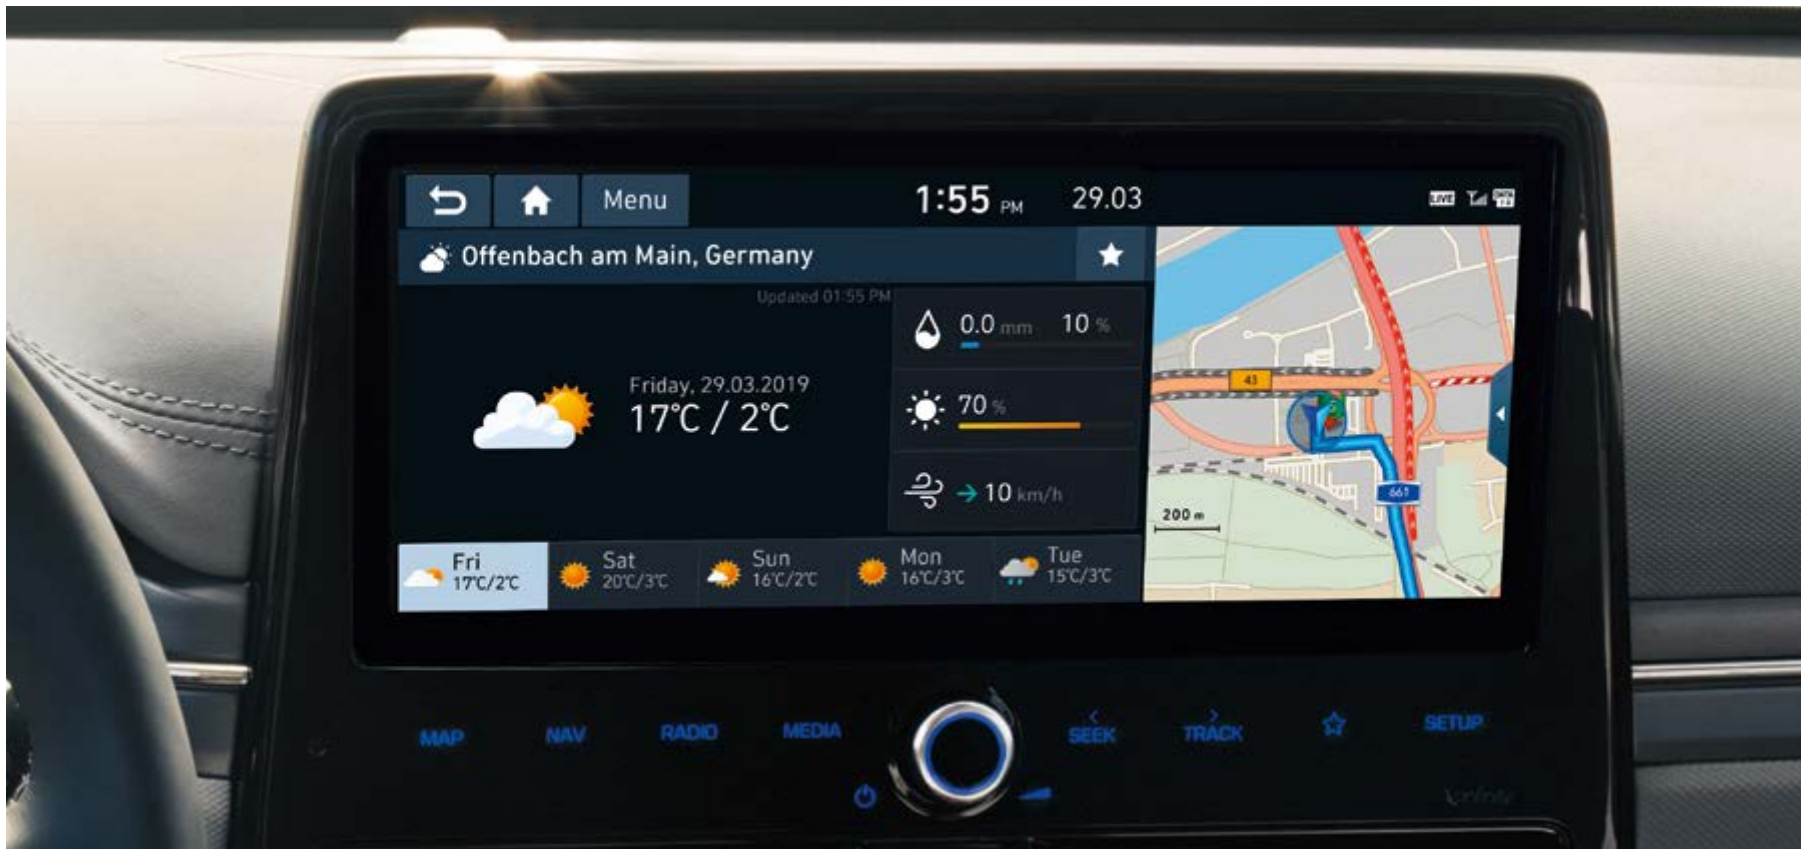 Menu
1:55 PM
29.03
LIVE
Offenbach am Main, Germany
Updated 01:55 PM
Friday, 29.03.2019
17°C / 2°C
0.0 mm 10 %
70 %
→ 10 km/h
Fri
17°C/2°C
Sat
20°C/3°C
Sun
16°C/2°C
Mon
16°C/3°C
Tue
15°C/3°C
43
661
200 m
MAP
NAV
RADIO
MEDIA
< SEEK
> TRACK
SETUP
infinity